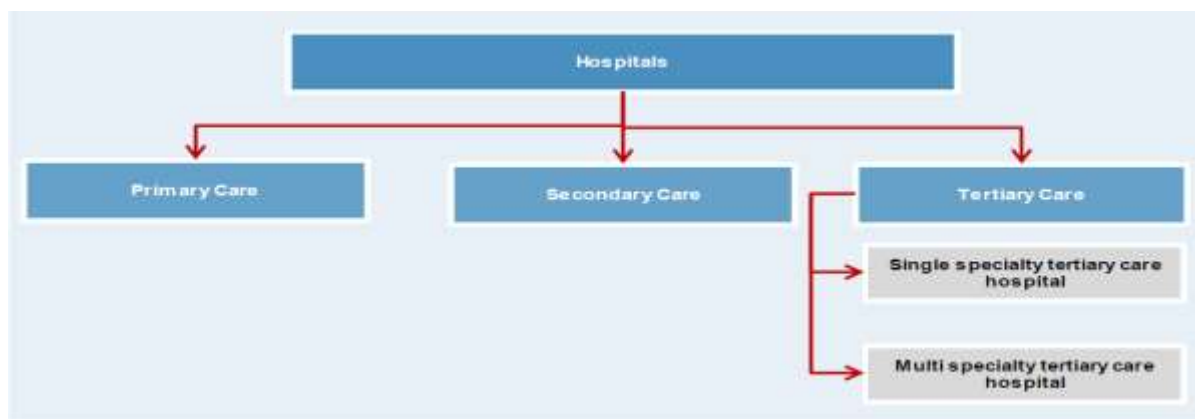 Hospitals
Primary Care
Secondary Care
Tertiary Care
Single specialty tertiary care
hospital
Multi specialty tertiary care
hospital